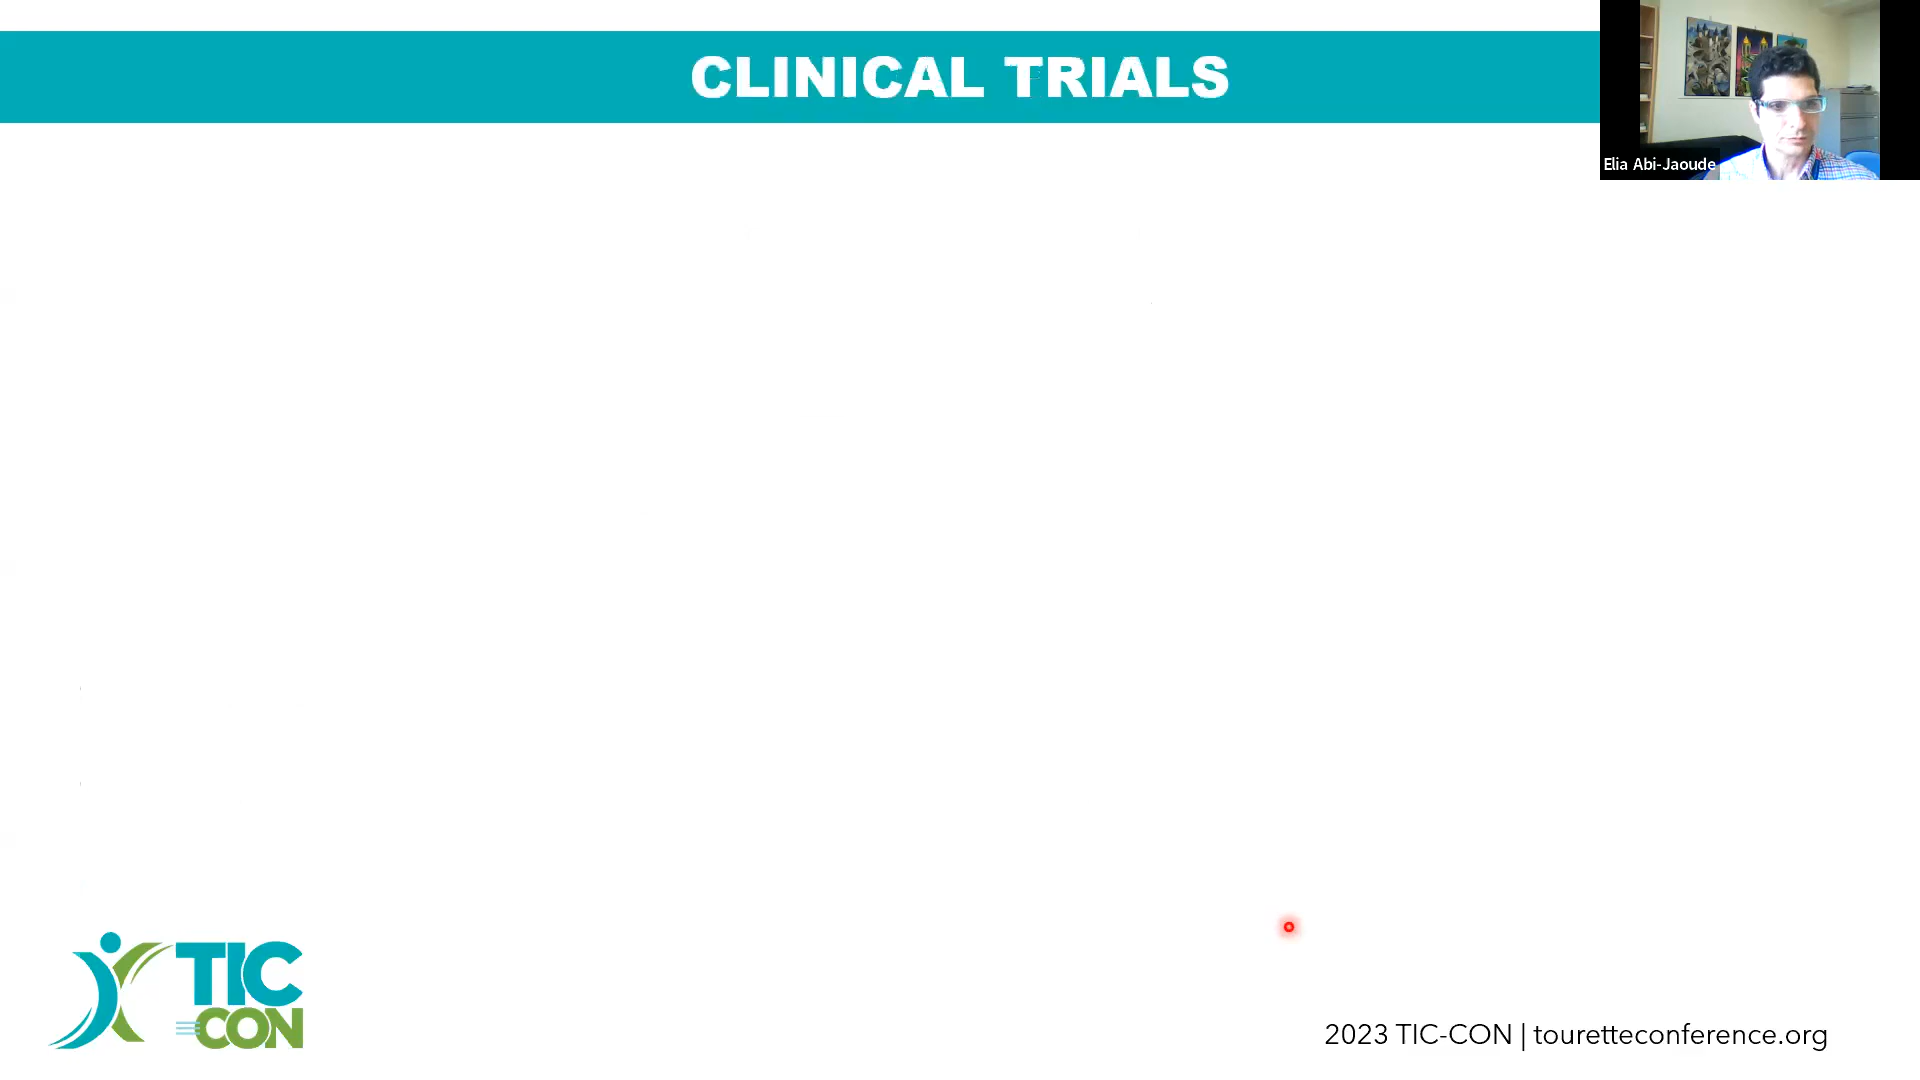 CLINICAL TRIALS
Elia Abi-Jaoude
TIC
CON
2023 TIC-CON | touretteconference.org